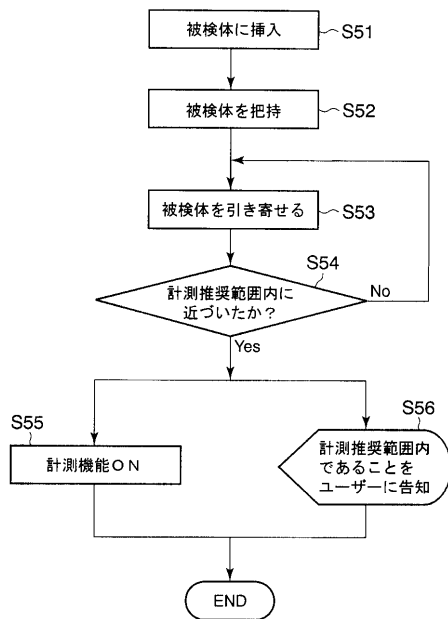 被検体に挿入
S51
被検体を把持
S52
被検体を引き寄せる
S53
S54
計測推奨範囲内に
近づいたか？
No
Yes
S55
計測機能ON
S56
計測推奨範囲内
であることを
ユーザーに告知
END